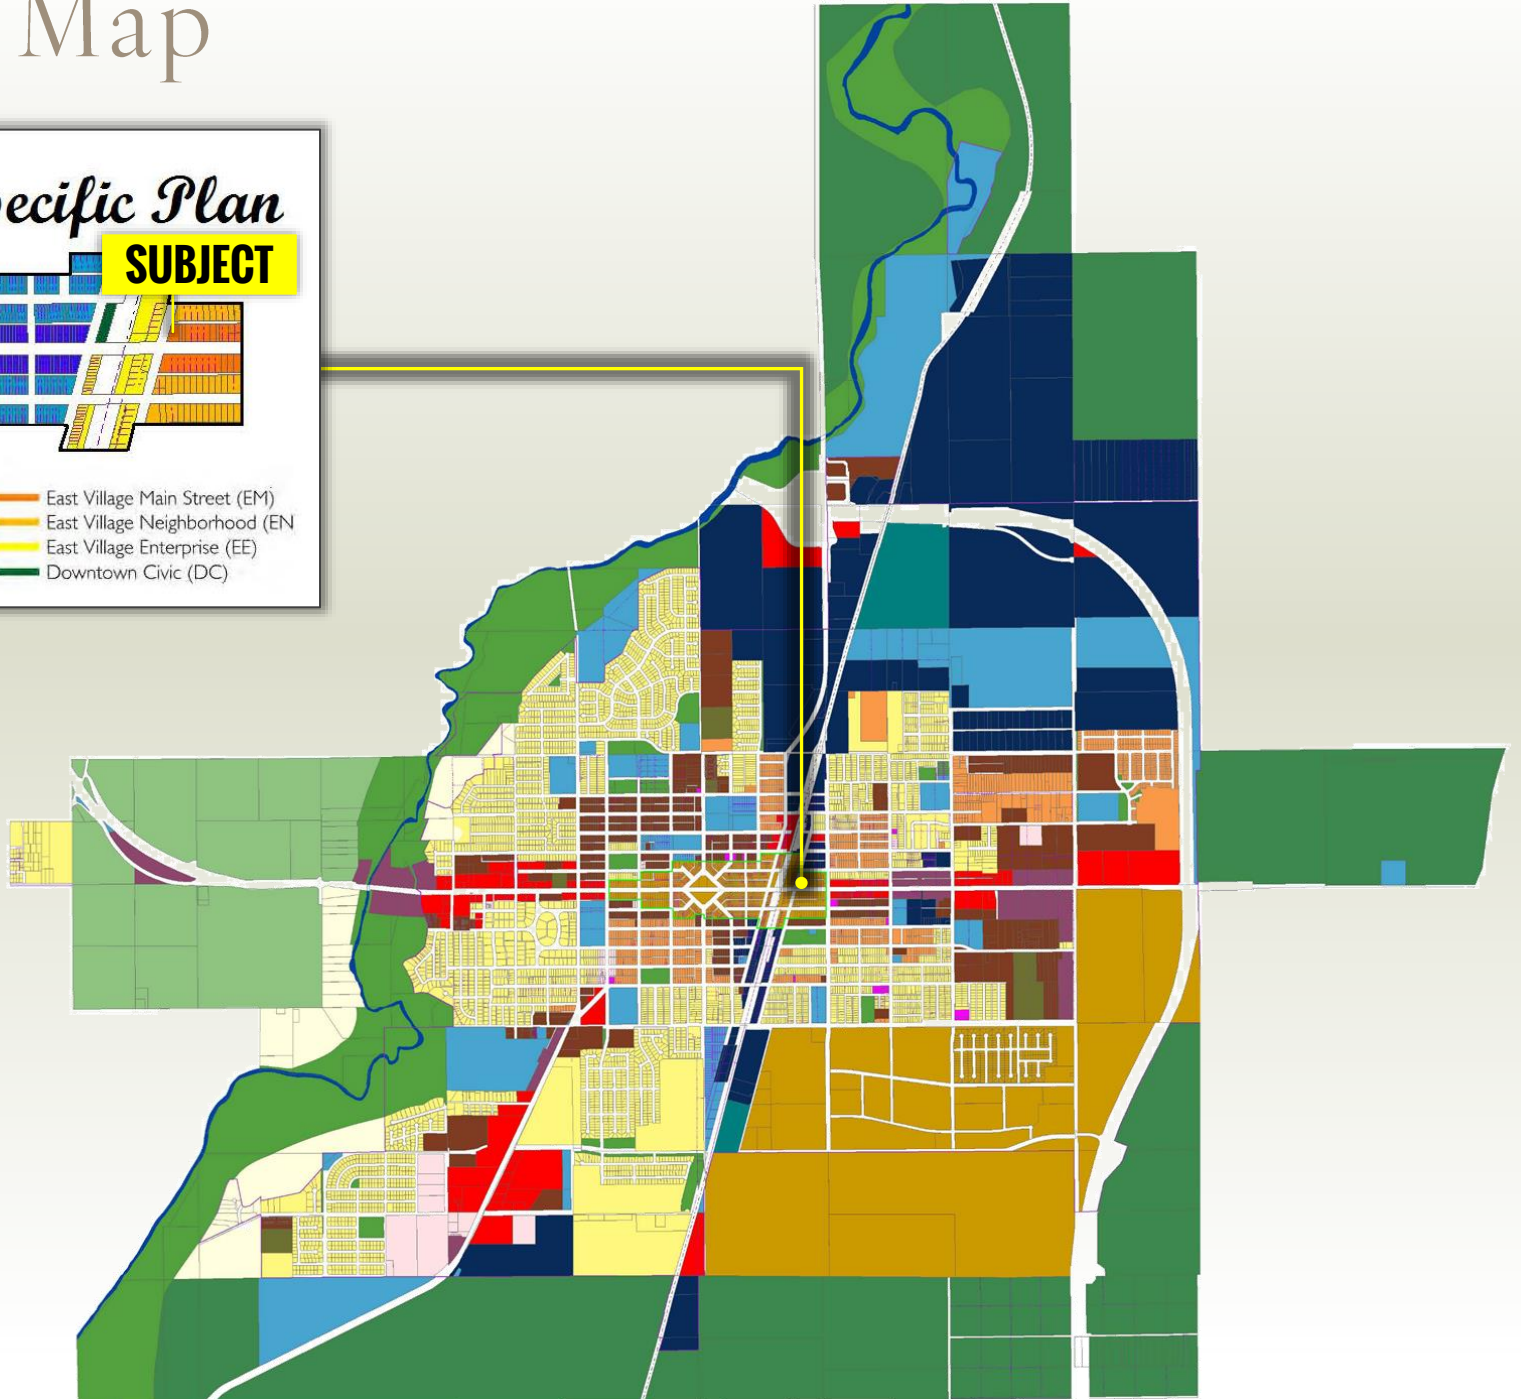 Map
ecific Plan
SUBJECT
East Village Main Street (EM)
East Village Neighborhood (EN
East Village Enterprise (EE)
Downtown Civic (DC)